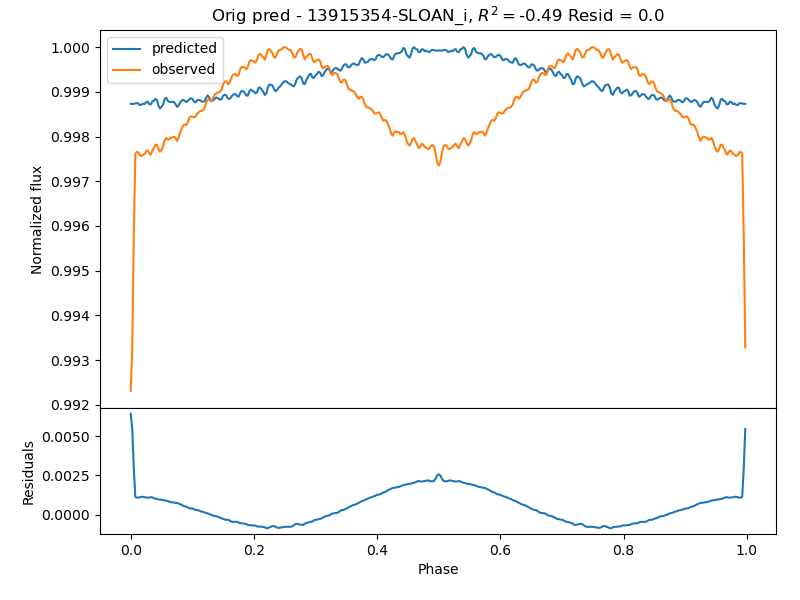 Orig pred - 13915354-SLOAN_i, R² = -0.49 Resid = 0.0
predicted
observed
Normalized flux
1.000
0.999
0.998
0.997
0.996
0.995
0.994
0.993
0.992
Residuals
0.0050
0.0025
0.0000
0.0 0.2 0.4 0.6 0.8 1.0
Phase